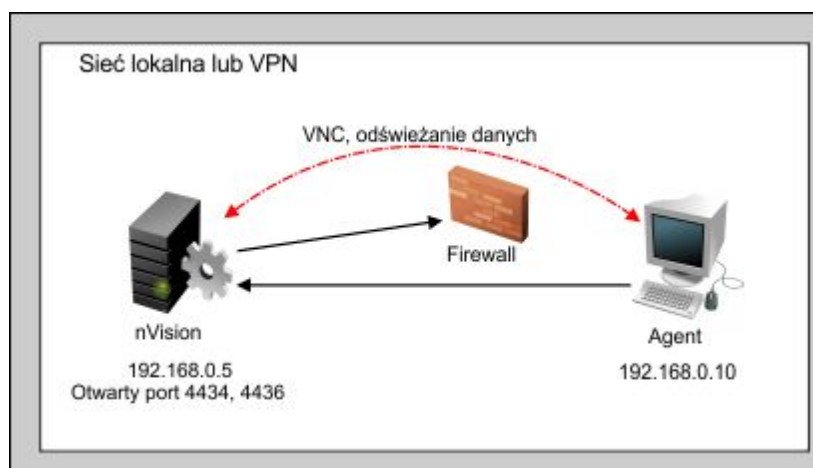 Sieć lokalna lub VPN
VNC, odświeżanie danych
Firewall
nVision
192.168.0.5
Otwarty port 4434, 4436
Agent
192.168.0.10